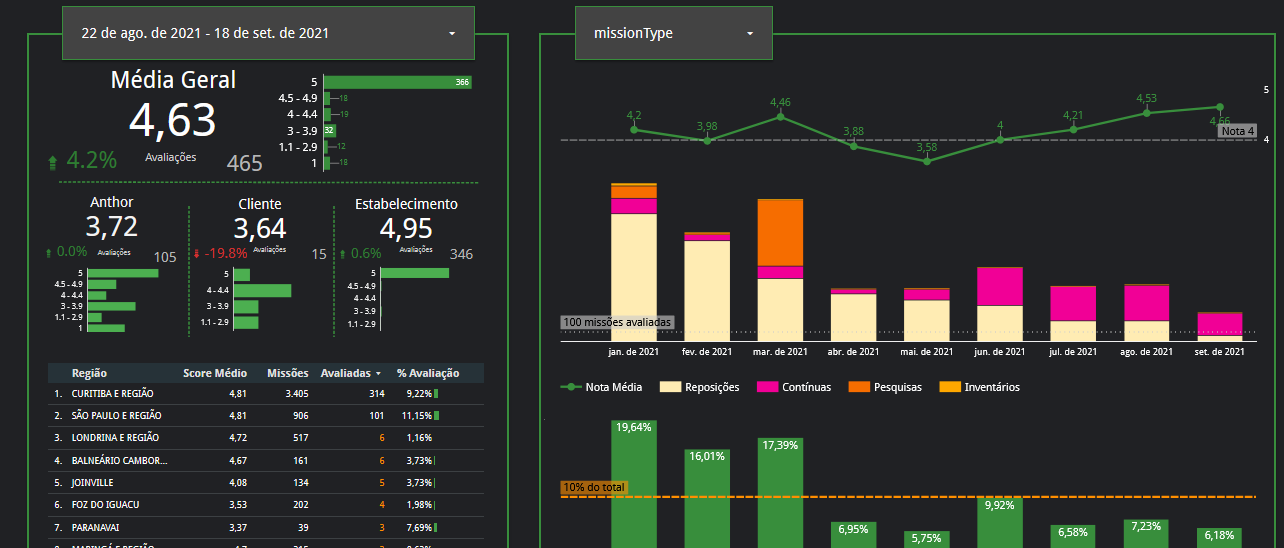 22 de ago. de 2021 - 18 de set. de 2021
missionType
Média Geral
4,63
4.2%
Avaliações
465
5
366
4.5 - 4.9
18
4 - 4.4
19
3 - 3.9
32
1.1 - 2.9
12
1
18
Anthor
3,72
0.0%
Avaliações
105
5
4.5 - 4.9
4 - 4.4
3 - 3.9
1.1 - 2.9
1
Cliente
3,64
-19.8%
Avaliações
15
5
4 - 4.4
3 - 3.9
1.1 - 2.9
Estabelecimento
4,95
0.6%
Avaliações
346
5
4.5 - 4.9
4 - 4.4
3 - 3.9
1.1 - 2.9
Região Score Médio Missões Avaliadas % Avaliação
1. CURITIBA E REGIÃO 4,81 3.405 314 9,22%
2. SÃO PAULO E REGIÃO 4,81 906 101 11,15%
3. LONDRINA E REGIÃO 4,72 517 6 1,16%
4. BALNEÁRIO CAMBOR... 4,67 161 6 3,73%
5. JOINVILLE 4,08 134 5 3,73%
6. FOZ DO IGUACU 3,53 202 4 1,98%
7. PARANAVAI 3,37 39 3 7,69%
4,2 3,98 4,46 3,88 3,58 4 4,21 4,53 4,66
5
Nota 4
4
100 missões avaliadas
jan. de 2021 fev. de 2021 mar. de 2021 abr. de 2021 mai. de 2021 jun. de 2021 jul. de 2021 ago. de 2021 set. de 2021
Nota Média Reposições Contínuas Pesquisas Inventários
19,64% 16,01% 17,39% 6,95% 5,75% 9,92% 6,58% 7,23% 6,18%
10% do total